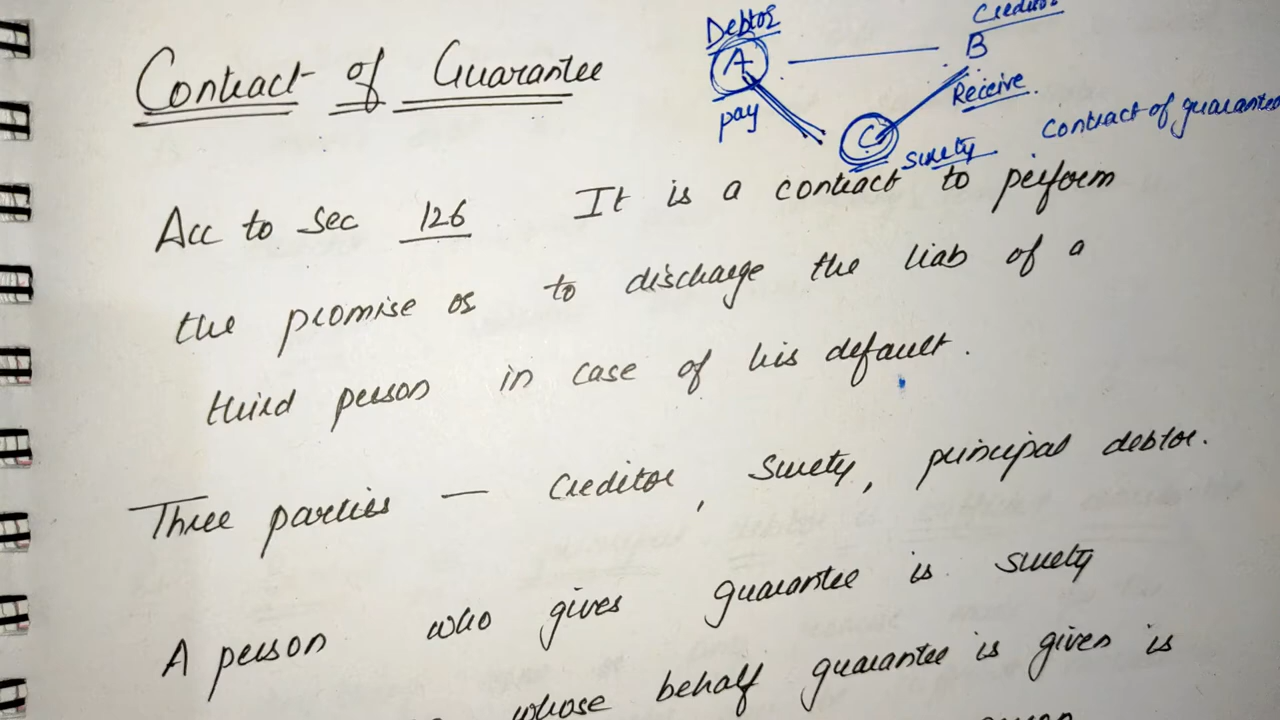 Contract of Guarantee
Debtor
A
pay
Creditor
B
Receive.
C
surety
Contract of guarantee
Acc to Sec 126 It is a contract to perform
the promise or to discharge the liab of a
third person in case of his default.
Three parties — Creditor, Surety, principal debtor.
A person who gives guarantee is surety
whose behalf guarantee is given is